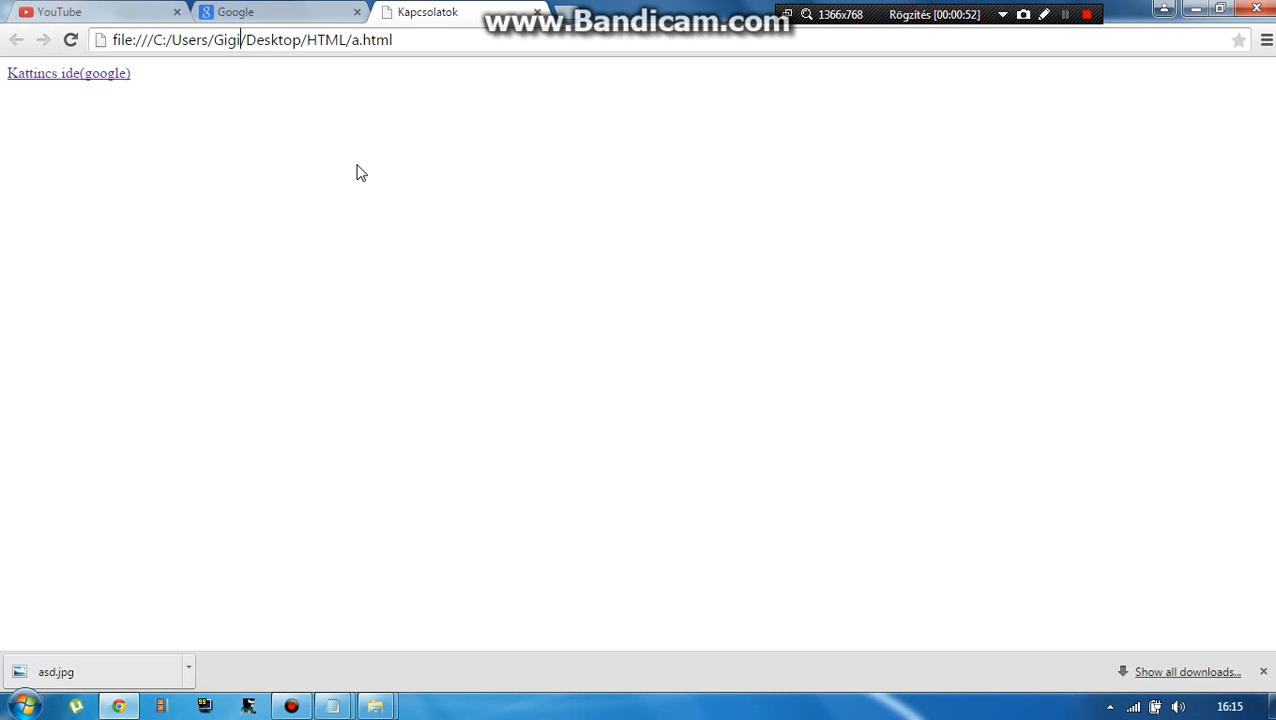 YouTube
Google
Kapcsolatok
www.Bandicam.com
1366x768
Rögzítés [00:00:52]
file:///C:/Users/Gigi/Desktop/HTML/a.html
Kattincs ide(google)
asd.jpg
Show all downloads...
16:15